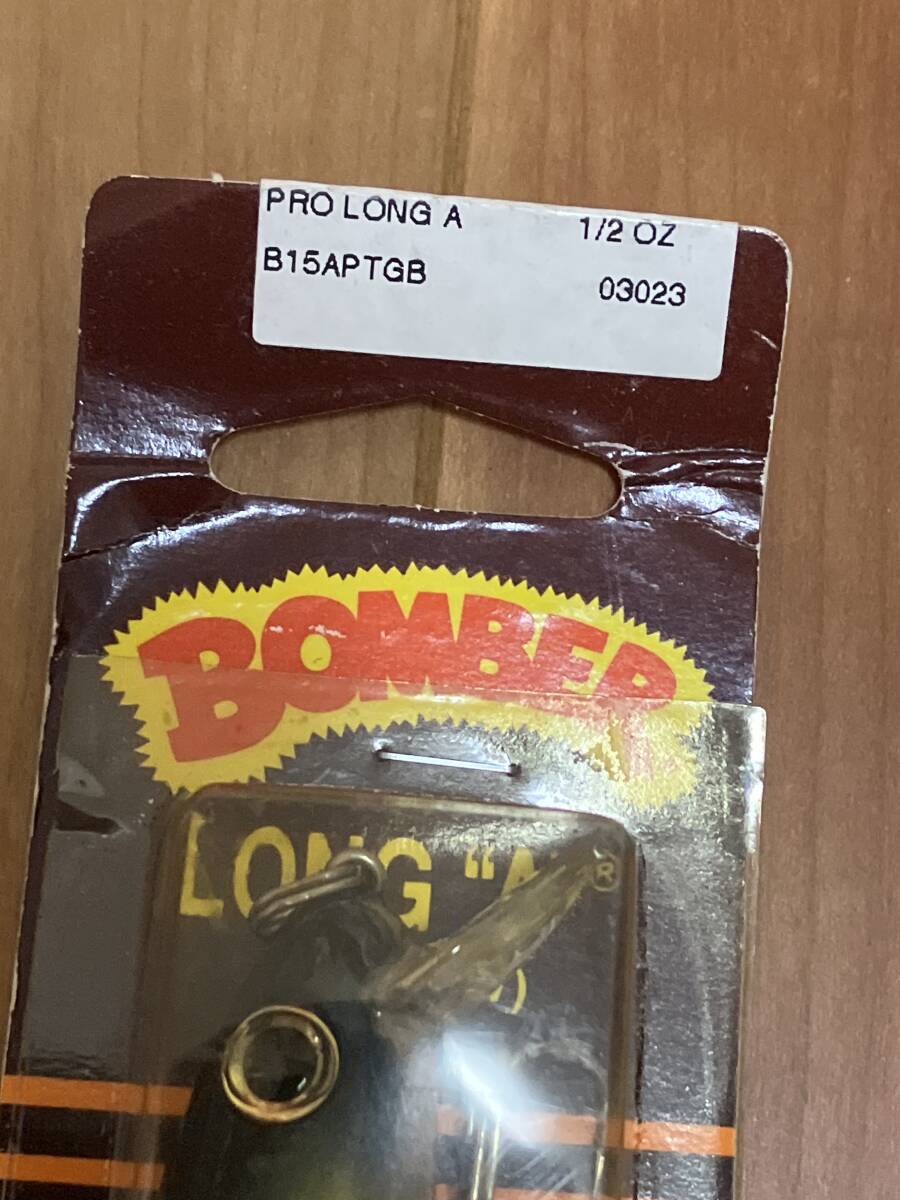 PRO LONG A 1/2 OZ
B15APTGB 03023
BOMBER
LONG "A"®